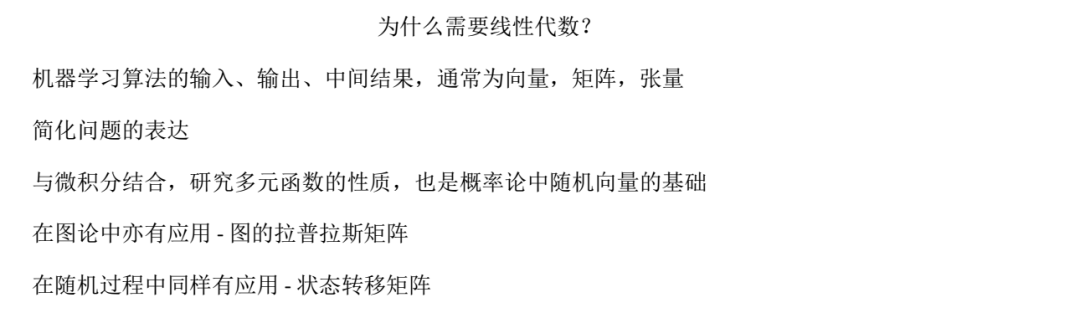 为什么需要线性代数？
机器学习算法的输入、输出、中间结果，通常为向量，矩阵，张量
简化问题的表达
与微积分结合，研究多元函数的性质，也是概率论中随机向量的基础
在图论中亦有应用 - 图的拉普拉斯矩阵
在随机过程中同样有应用 - 状态转移矩阵